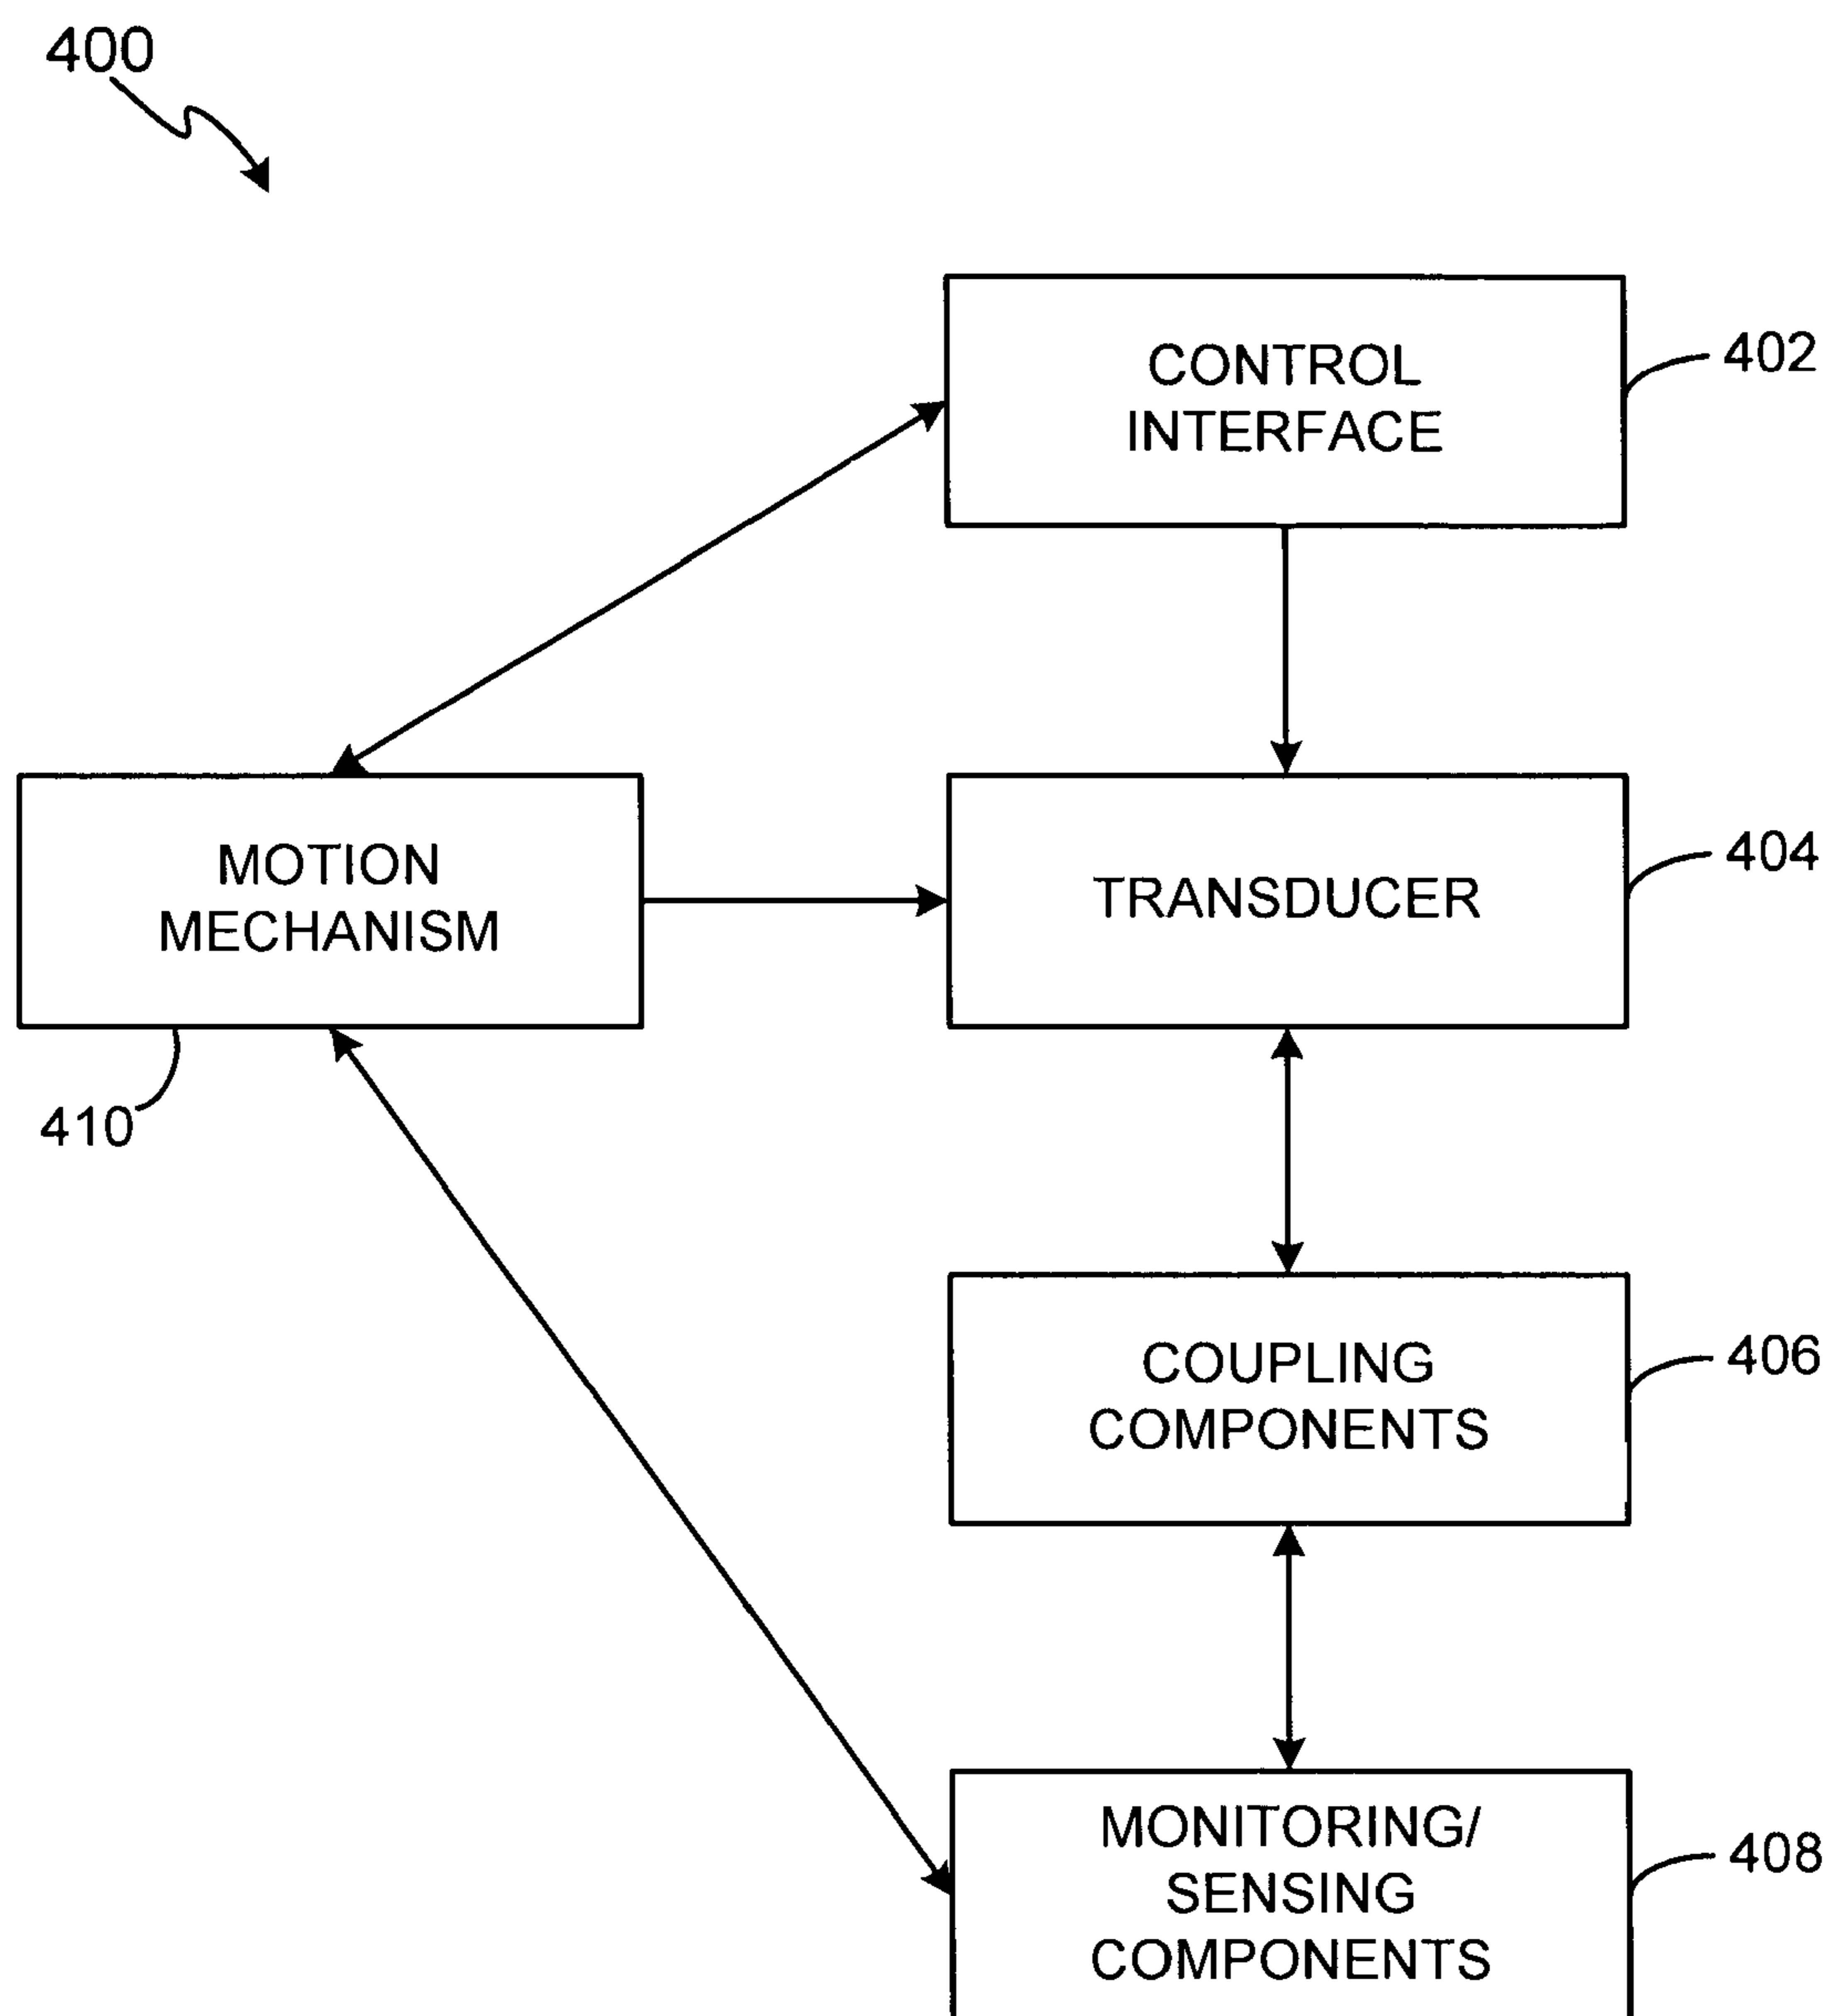 400
CONTROL
INTERFACE
402
MOTION
MECHANISM
410
TRANSDUCER
404
COUPLING
COMPONENTS
406
MONITORING/
SENSING
COMPONENTS
408